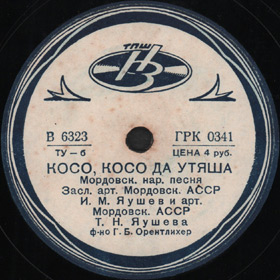 ТПШ
НЗ
В 6323 ГРК 0341
ТУ—б ЦЕНА 4 руб.
КОСО, КОСО ДА УТЯША
Мордовск. нар. песня
Засл. арт. Мордовск. АССР
И. М. Яушев и арт.
Мордовск. АССР
Т. Н. Яушева
ф-но Г. Б. Орентлихер